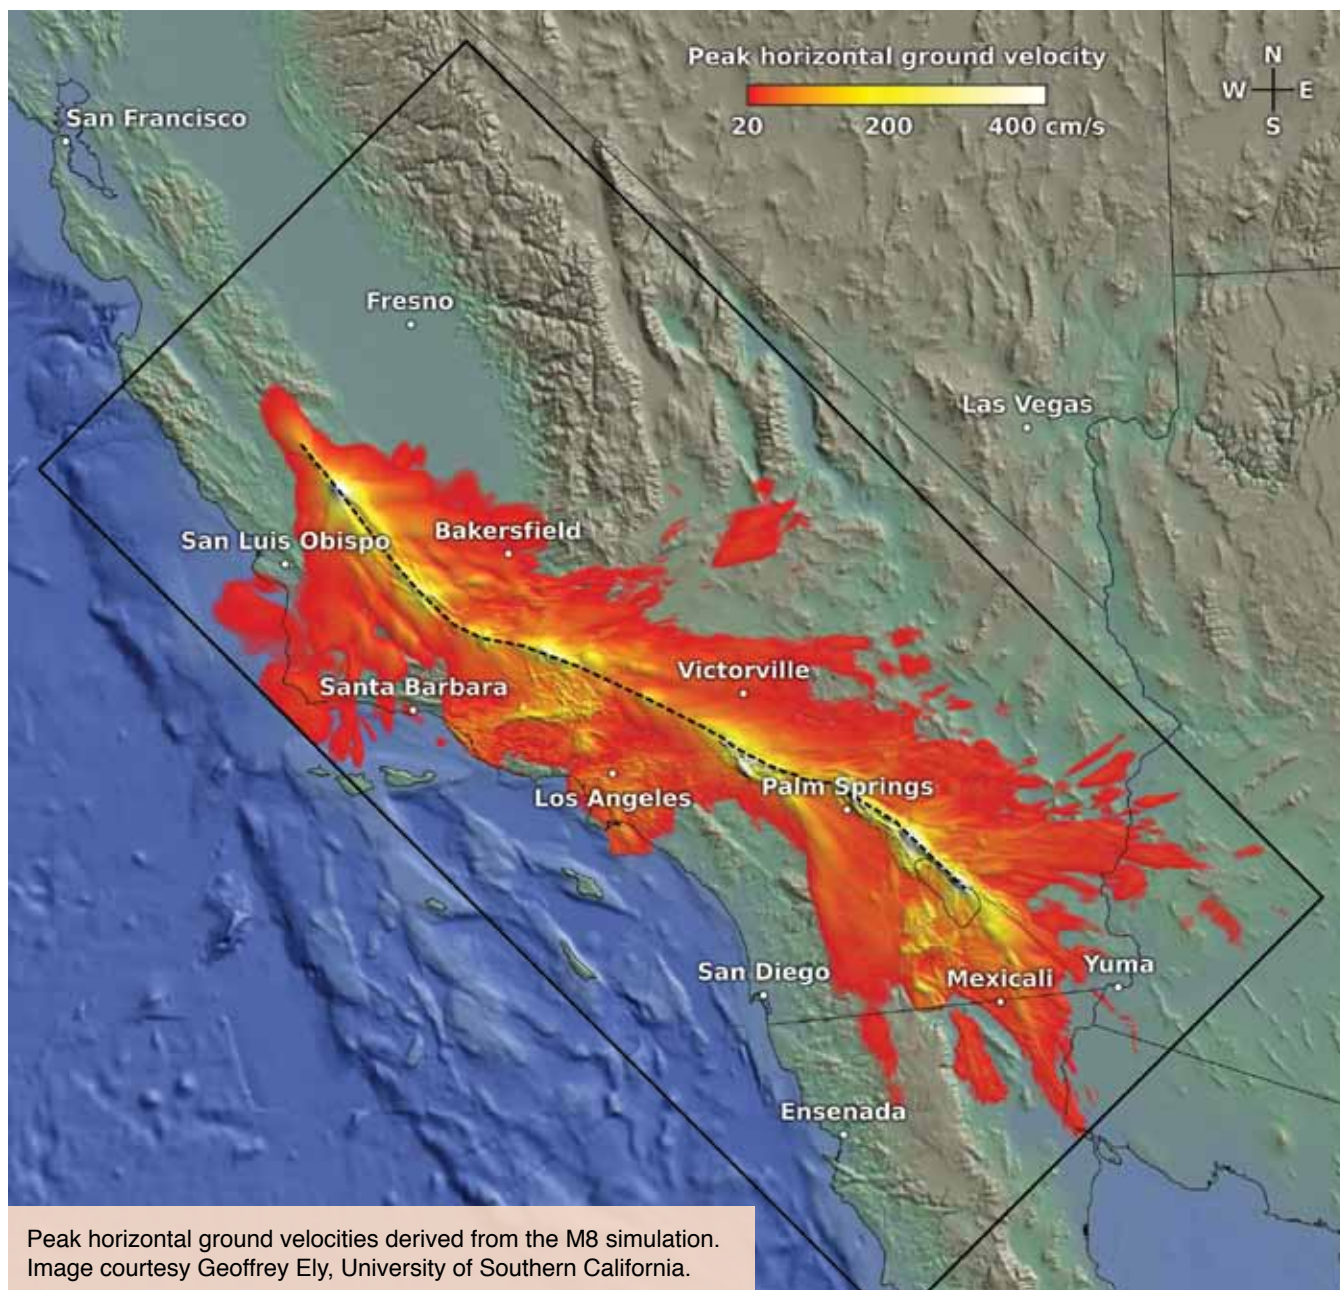 Peak horizontal ground velocity
20 200 400 cm/s
N
W E
S
San Francisco
Fresno
Las Vegas
San Luis Obispo
Bakersfield
Santa Barbara
Victorville
Los Angeles
Palm Springs
San Diego
Mexicali
Yuma
Ensenada
Peak horizontal ground velocities derived from the M8 simulation.
Image courtesy Geoffrey Ely, University of Southern California.